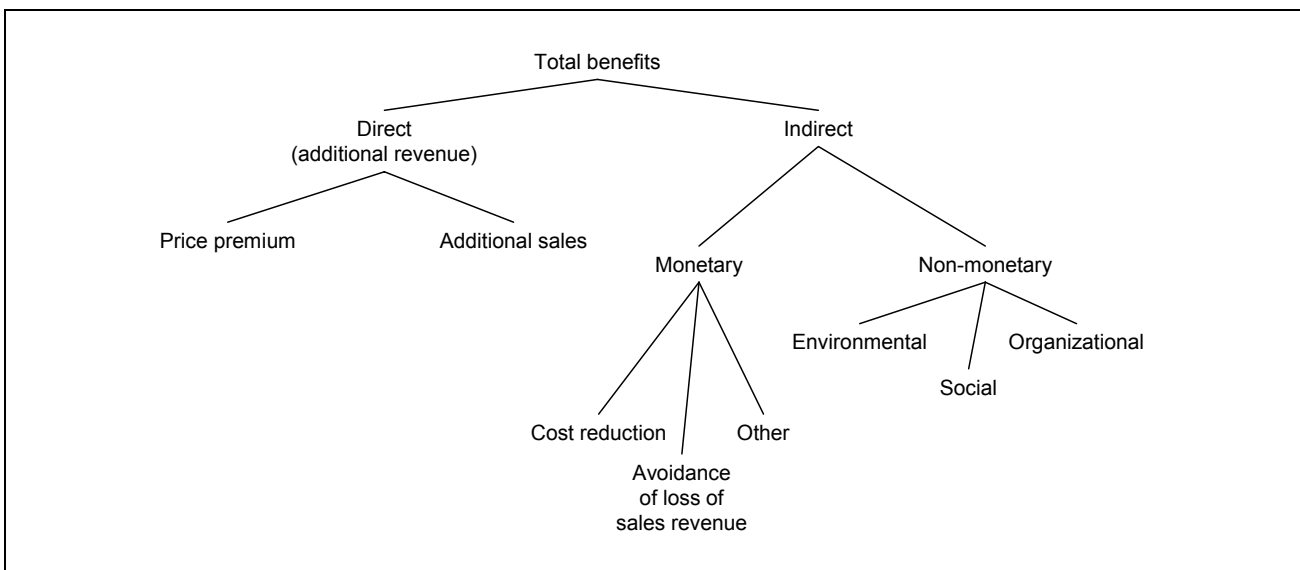 Total benefits
Direct
(additional revenue)
Indirect
Price premium
Additional sales
Monetary
Non-monetary
Environmental
Organizational
Social
Cost reduction
Other
Avoidance
of loss of
sales revenue